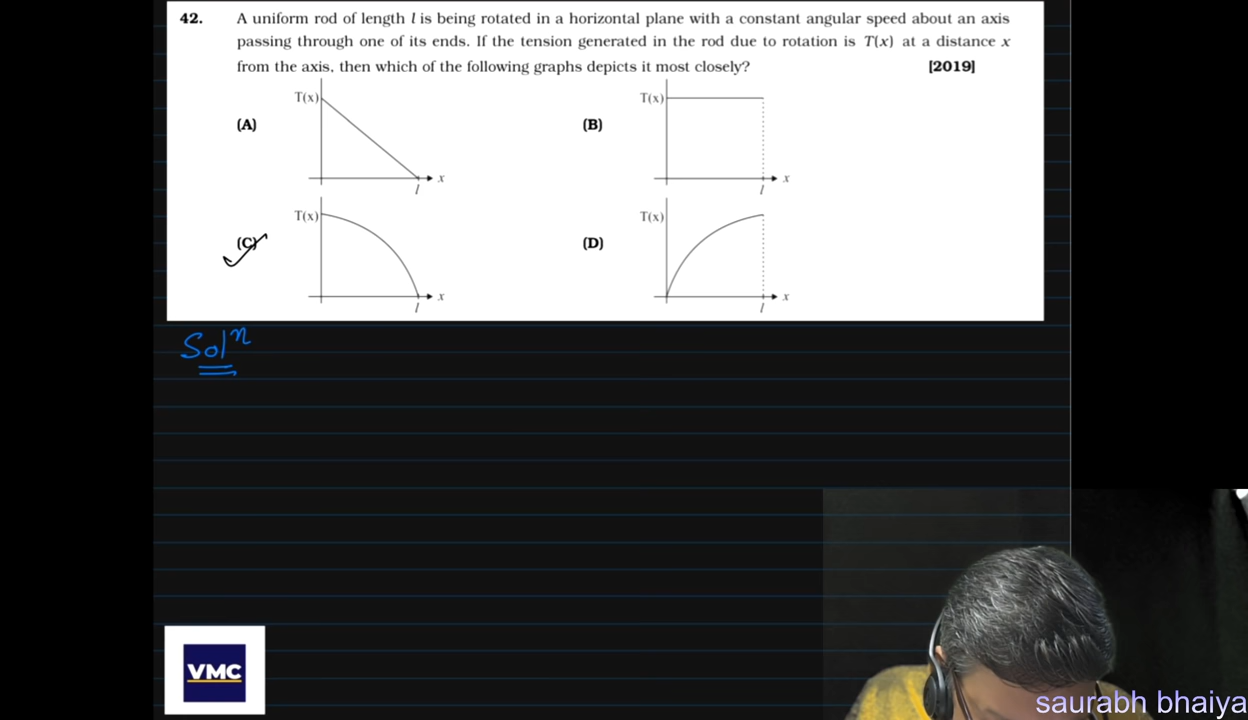 42. A uniform rod of length l is being rotated in a horizontal plane with a constant angular speed about an axis
passing through one of its ends. If the tension generated in the rod due to rotation is T(x) at a distance x
from the axis, then which of the following graphs depicts it most closely? [2019]
(A) T(x) x l
(B) T(x) x l
(C) T(x) x l
(D) T(x) x l
Solⁿ
VMC
saurabh bhaiya